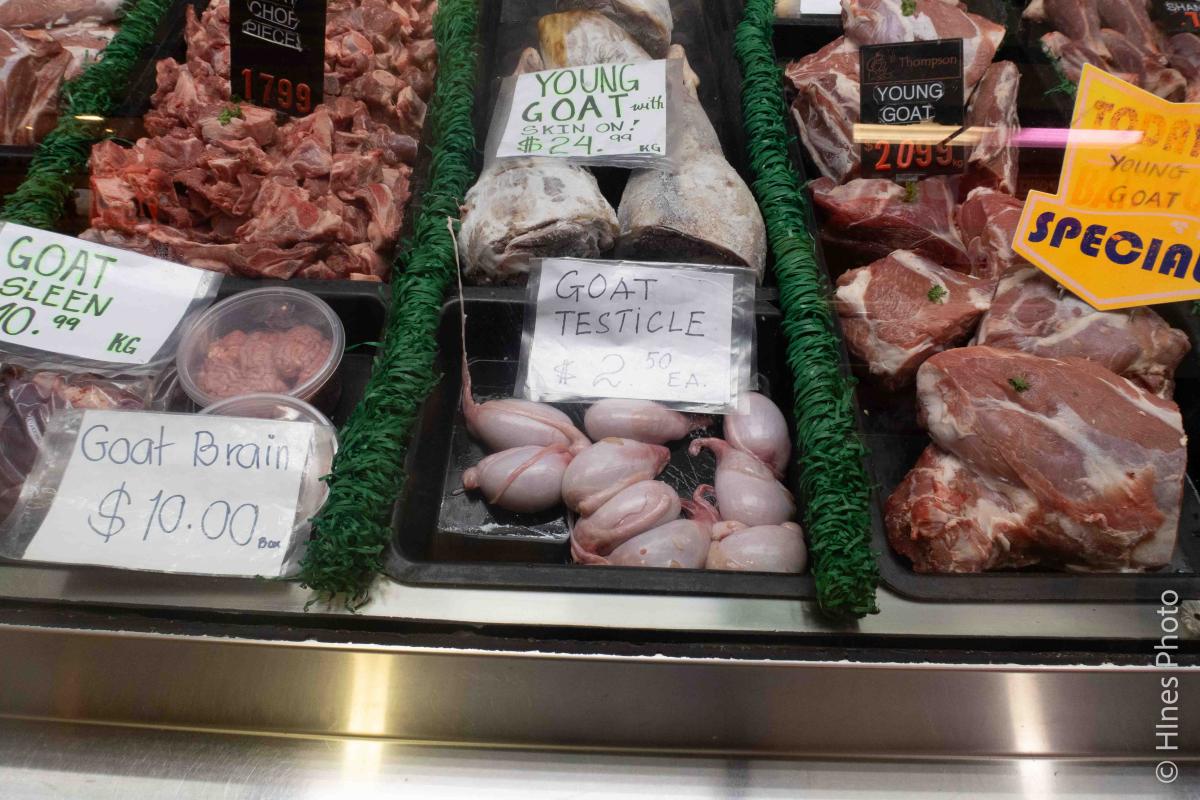 CHOP
PIECE
1799
YOUNG
GOAT with
SKIN ON!
$24.99 KG
Thompson
YOUNG
GOAT
2099 KG
TODAY
YOUNG
GOAT
SPECIAL
GOAT
SLEEN
10.99
KG
GOAT
TESTICLE
$2.50
EA.
Goat Brain
$10.00 Box
© HInes Photo